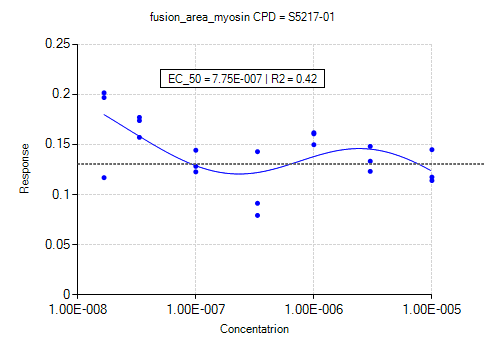 fusion_area_myosin CPD = S5217-01
0.25
EC_50 = 7.75E-007 | R2 = 0.42
0.2
0.15
Response
0.1
0.05
0
1.00E-008 1.00E-007 1.00E-006 1.00E-005
Concentatrion